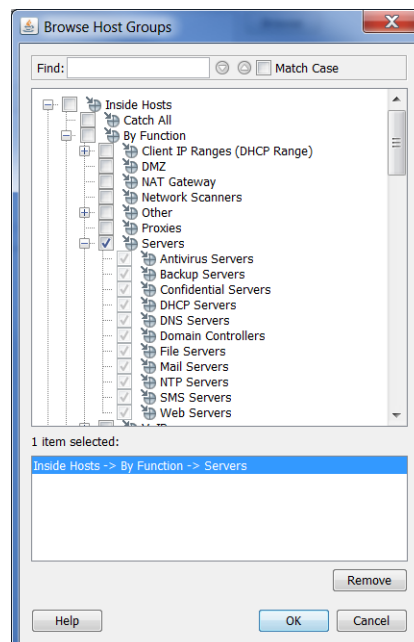 Browse Host Groups
Find:
Match Case
Inside Hosts
Catch All
By Function
Client IP Ranges (DHCP Range)
DMZ
NAT Gateway
Network Scanners
Other
Proxies
Servers
Antivirus Servers
Backup Servers
Confidential Servers
DHCP Servers
DNS Servers
Domain Controllers
File Servers
Mail Servers
NTP Servers
SMS Servers
Web Servers
1 item selected:
Inside Hosts -> By Function -> Servers
Remove
Help
OK
Cancel